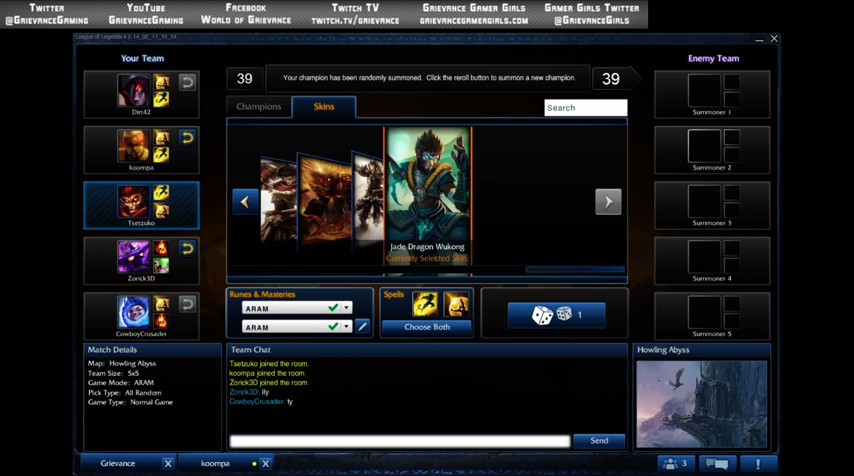 Twitter
@GrievanceGaming
YouTube
GrievanceGaming
Facebook
World of Grievance
Twitch TV
twitch.tv/grievance
Grievance Gamer Girls
grievancegamergirls.com
Gamer Girls Twitter
@GrievanceGirls
Your Team
39
Your champion has been randomly summoned. Click the reroll button to summon a new champion.
39
Enemy Team
Dirt42
koompa
Tsetzuko
Zorick3D
CowboyCrusader
Champions
Skins
Search
Jade Dragon Wukong
Currently Selected Skin.
Summoner 1
Summoner 2
Summoner 3
Summoner 4
Summoner 5
Runes & Masteries
ARAM
ARAM
Spells
Choose Both
1
Match Details
Map: Howling Abyss
Team Size: 5x5
Game Mode: ARAM
Pick Type: All Random
Game Type: Normal Game
Team Chat
Tsetzuko joined the room.
koompa joined the room.
Zorick3D joined the room.
Zorick3D: ily
CowboyCrusader: ty
Send
Howling Abyss
Grievance
koompa
3